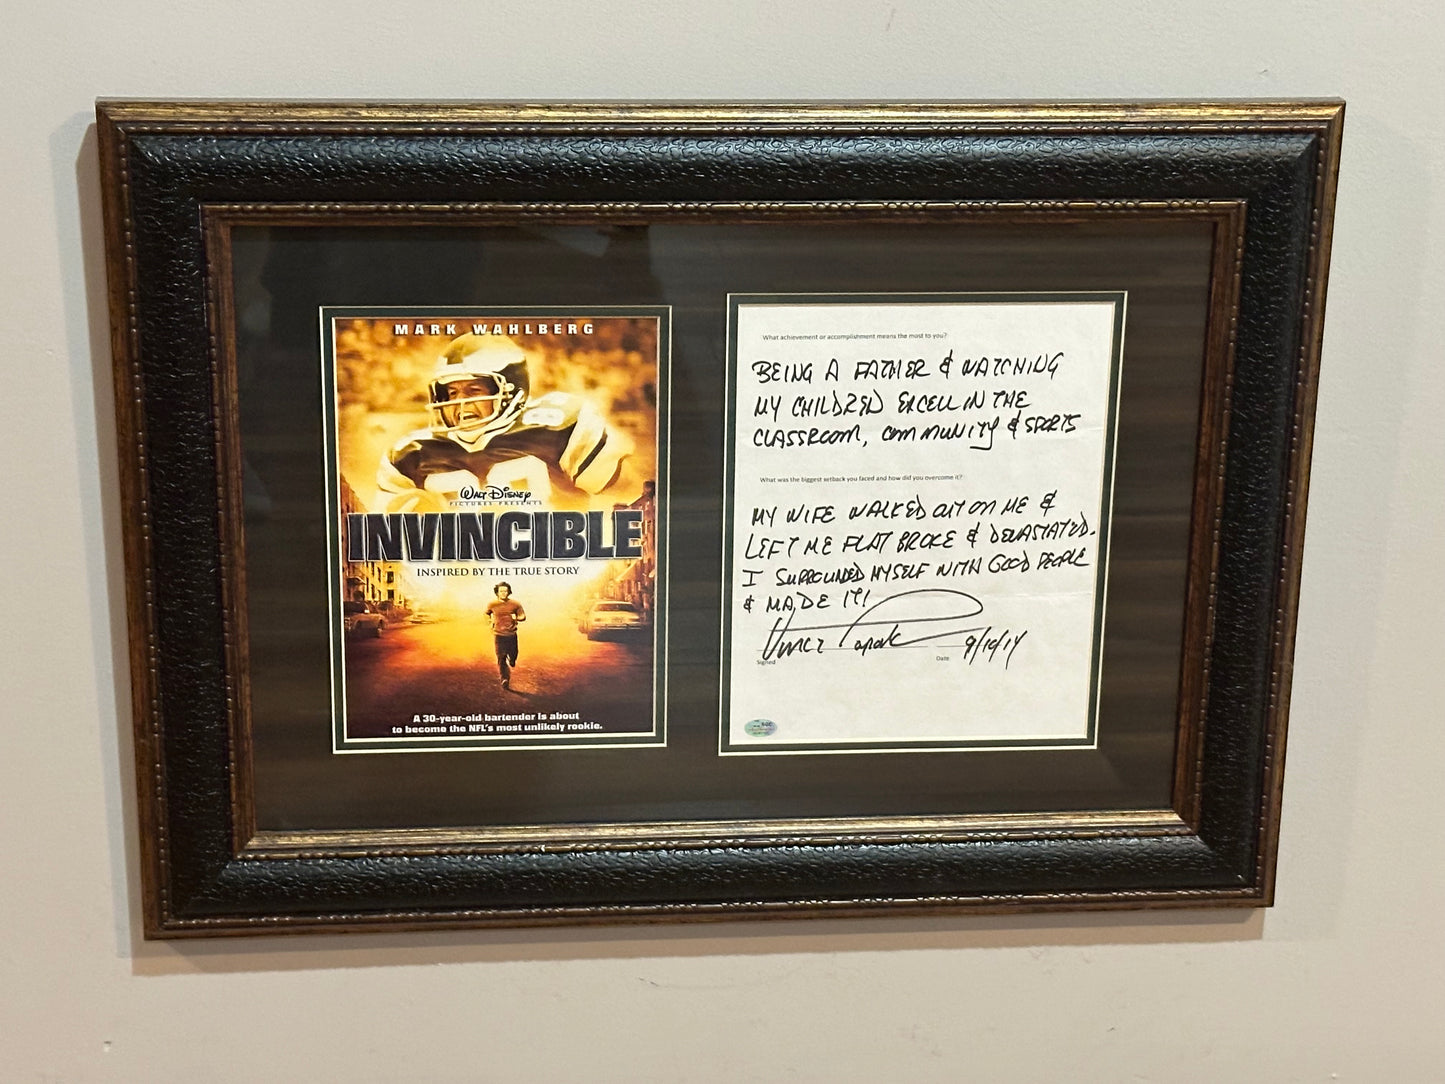 MARK WAHLBERG
WALT DISNEY
PICTURES PRESENTS
INVINCIBLE
INSPIRED BY THE TRUE STORY
A 30-year-old bartender is about
to become the NFL's most unlikely rookie.
What achievement or accomplishment means the most to you?
BEING A FATHER & WATCHING
MY CHILDREN EXCELL IN THE
CLASSROOM, COMMUNITY & SPORTS
What was the biggest setback you faced and how did you overcome it?
MY WIFE WALKED OUT ON ME &
LEFT ME FLAT BROKE & DEVASTATED.
I SURROUNDED MYSELF WITH GOOD PEOPLE
& MADE IT!
Vince Papale
Signed
Date 9/10/14